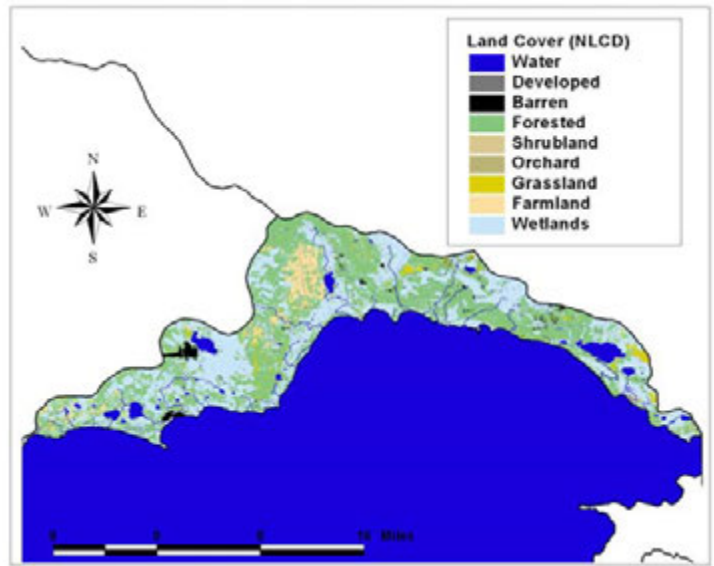 Land Cover (NLCD)
Water
Developed
Barren
Forested
Shrubland
Orchard
Grassland
Farmland
Wetlands
N
W E
S
Miles